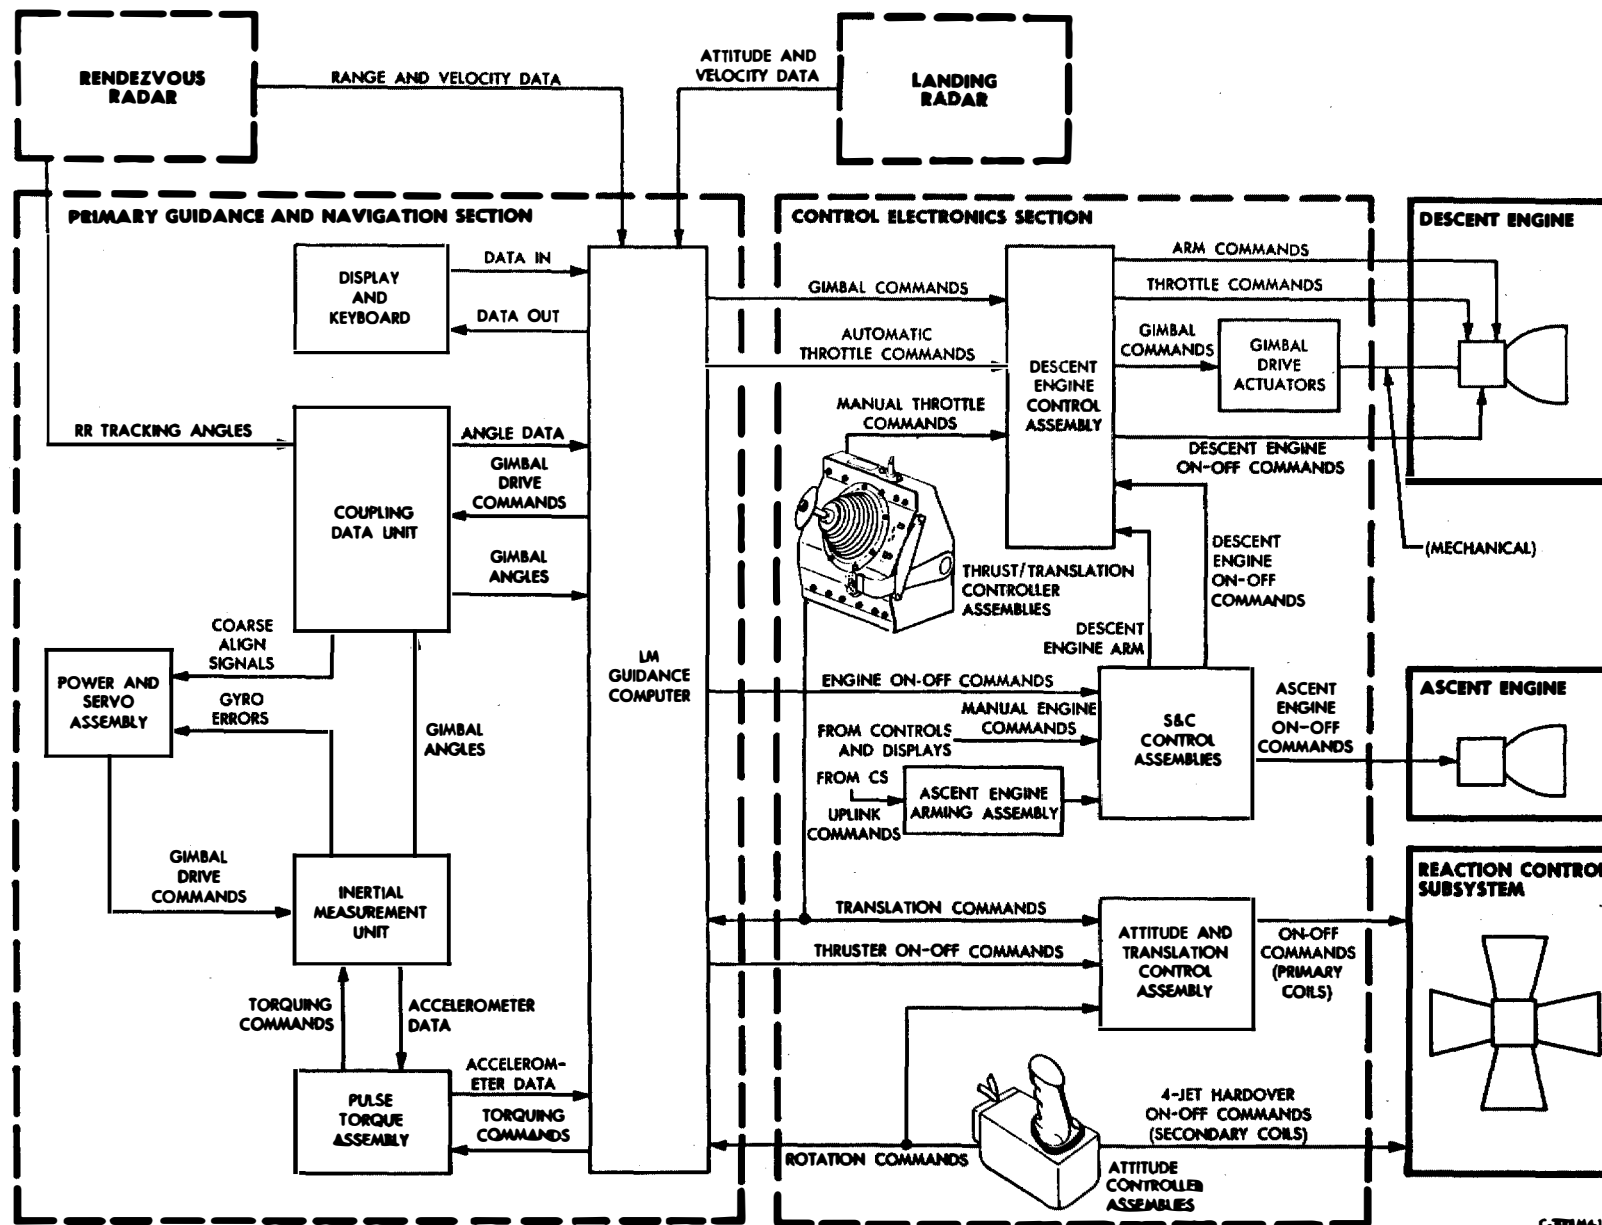 RENDEZVOUS
RADAR
RANGE AND VELOCITY DATA
ATTITUDE AND
VELOCITY DATA
LANDING
RADAR
PRIMARY GUIDANCE AND NAVIGATION SECTION
DISPLAY
AND
KEYBOARD
DATA IN
DATA OUT
RR TRACKING ANGLES
COUPLING
DATA UNIT
ANGLE DATA
GIMBAL
DRIVE
COMMANDS
GIMBAL
ANGLES
COARSE
ALIGN
SIGNALS
POWER AND
SERVO
ASSEMBLY
GYRO
ERRORS
GIMBAL
ANGLES
GIMBAL
DRIVE
COMMANDS
INERTIAL
MEASUREMENT
UNIT
TORQUING
COMMANDS
ACCELEROMETER
DATA
PULSE
TORQUE
ASSEMBLY
ACCELEROM-
ETER DATA
TORQUING
COMMANDS
LM
GUIDANCE
COMPUTER
CONTROL ELECTRONICS SECTION
GIMBAL COMMANDS
AUTOMATIC
THROTTLE COMMANDS
MANUAL THROTTLE
COMMANDS
DESCENT
ENGINE
CONTROL
ASSEMBLY
ARM COMMANDS
THROTTLE COMMANDS
GIMBAL
COMMANDS
GIMBAL
DRIVE
ACTUATORS
DESCENT ENGINE
ON-OFF COMMANDS
THRUST/TRANSLATION
CONTROLLER
ASSEMBLIES
DESCENT
ENGINE ARM
DESCENT
ENGINE
ON-OFF
COMMANDS
(MECHANICAL)
ENGINE ON-OFF COMMANDS
MANUAL ENGINE
COMMANDS
FROM CONTROLS
AND DISPLAYS
FROM CS
UPLINK
COMMANDS
ASCENT ENGINE
ARMING ASSEMBLY
S&C
CONTROL
ASSEMBLIES
ASCENT
ENGINE
ON-OFF
COMMANDS
TRANSLATION COMMANDS
THRUSTER ON-OFF COMMANDS
ATTITUDE AND
TRANSLATION
CONTROL
ASSEMBLY
ON-OFF
COMMANDS
(PRIMARY
COILS)
ROTATION COMMANDS
4-JET HARDOVER
ON-OFF COMMANDS
(SECONDARY COILS)
ATTITUDE
CONTROLLER
ASSEMBLIES
DESCENT ENGINE
ASCENT ENGINE
REACTION CONTROL
SUBSYSTEM